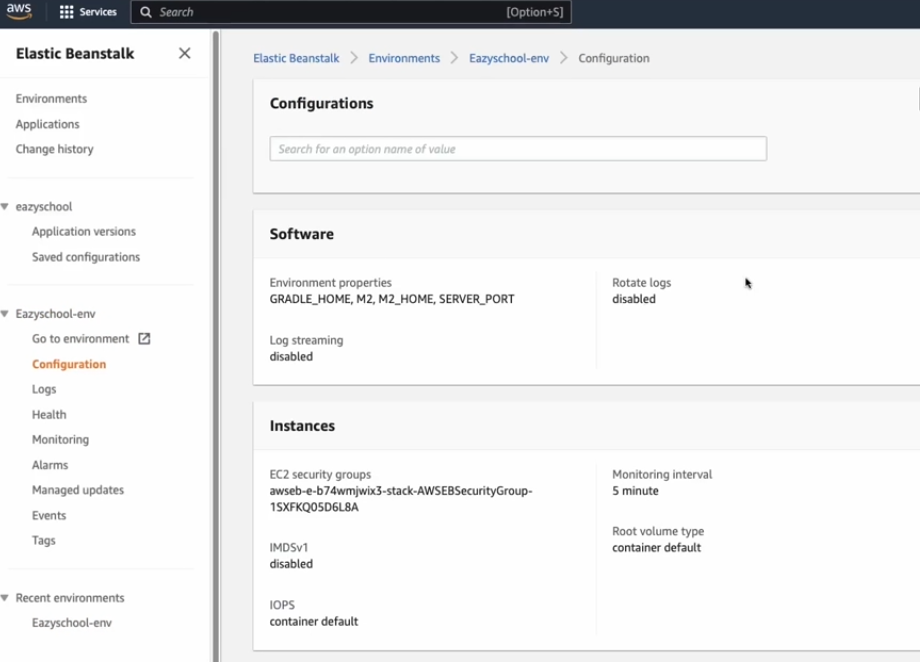 aws
Services
Search
[Option+S]
Elastic Beanstalk
Environments
Applications
Change history
eazyschool
Application versions
Saved configurations
Eazyschool-env
Go to environment
Configuration
Logs
Health
Monitoring
Alarms
Managed updates
Events
Tags
Recent environments
Eazyschool-env
Elastic Beanstalk > Environments > Eazyschool-env > Configuration
Configurations
Search for an option name of value
Software
Environment properties
GRADLE_HOME, M2, M2_HOME, SERVER_PORT
Log streaming
disabled
Rotate logs
disabled
Instances
EC2 security groups
awseb-e-b74wmjwix3-stack-AWSEBSecurityGroup-
1SXFKQ05D6L8A
IMDSv1
disabled
IOPS
container default
Monitoring interval
5 minute
Root volume type
container default